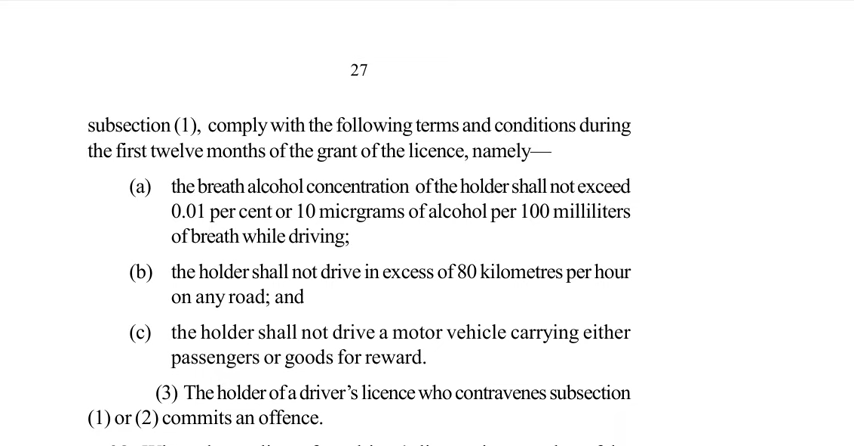 27
subsection (1), comply with the following terms and conditions during
the first twelve months of the grant of the licence, namely—
(a) the breath alcohol concentration of the holder shall not exceed
0.01 per cent or 10 micrgrams of alcohol per 100 milliliters
of breath while driving;
(b) the holder shall not drive in excess of 80 kilometres per hour
on any road; and
(c) the holder shall not drive a motor vehicle carrying either
passengers or goods for reward.
(3) The holder of a driver's licence who contravenes subsection
(1) or (2) commits an offence.